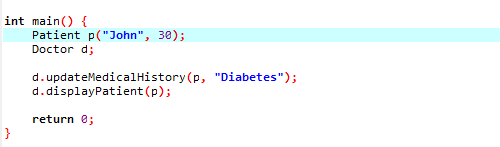 int main() {
    Patient p("John", 30);
    Doctor d;

    d.updateMedicalHistory(p, "Diabetes");
    d.displayPatient(p);

    return 0;
}